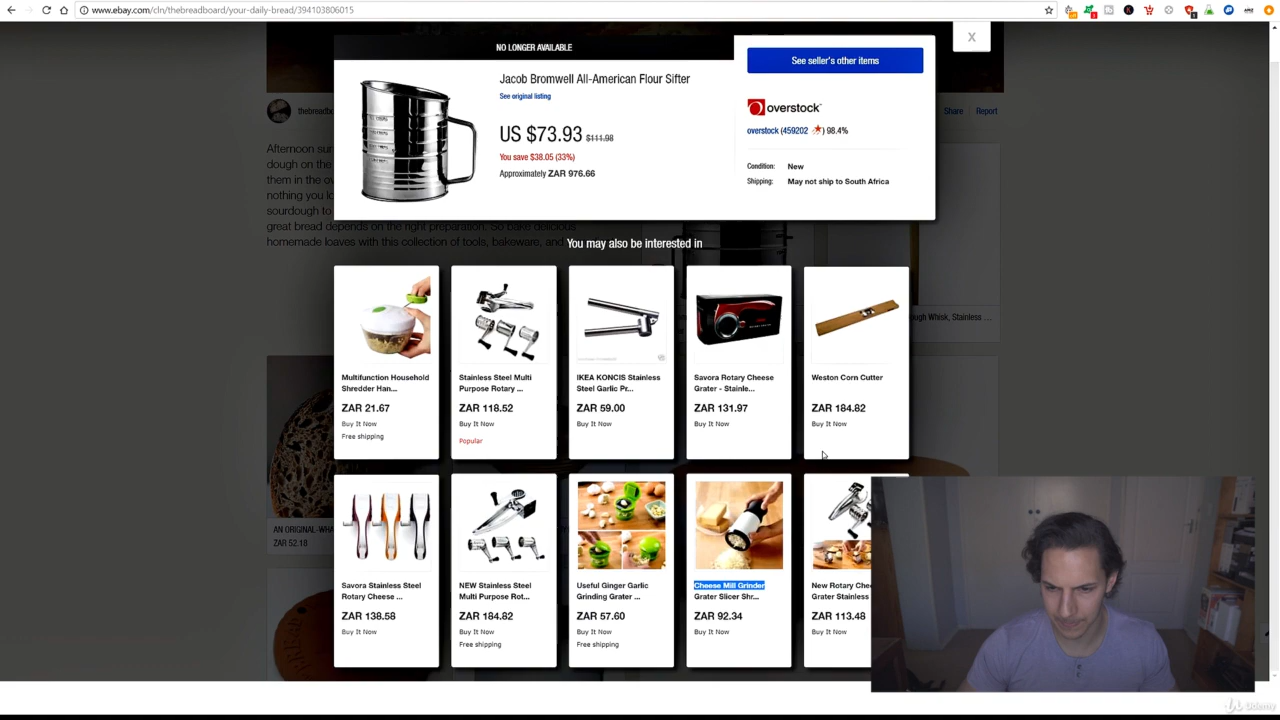 www.ebay.com/cln/thebreadboard/your-daily-bread/394103806015
X
NO LONGER AVAILABLE
Jacob Bromwell All-American Flour Sifter
See original listing
US $73.93 $111.98
You save $38.05 (33%)
Approximately ZAR 976.66
See seller's other items
overstock
overstock (459202 ) 98.4%
Condition: New
Shipping: May not ship to South Africa
Share Report
Afternoon
dough on the
them in the
nothing you
sourdough to
great bread depends on the right preparation. So bake delicious
homemade loaves with this collection of tools, bakeware, and
You may also be interested in
Multifunction Household
Shredder Han...
ZAR 21.67
Buy It Now
Free shipping
Stainless Steel Multi
Purpose Rotary ...
ZAR 118.52
Buy It Now
Popular
IKEA KONCIS Stainless
Steel Garlic Pr...
ZAR 59.00
Buy It Now
Savora Rotary Cheese
Grater - Stainle...
ZAR 131.97
Buy It Now
Weston Corn Cutter
ZAR 184.82
Buy It Now
Whisk, Stainless ....
ZAR 52.18
Savora Stainless Steel
Rotary Cheese ...
ZAR 138.58
Buy It Now
NEW Stainless Steel
Multi Purpose Rot...
ZAR 184.82
Buy It Now
Free shipping
Useful Ginger Garlic
Grinding Grater ...
ZAR 57.60
Buy It Now
Free shipping
Cheese Mill Grinder
Grater Slicer Shr...
ZAR 92.34
Buy It Now
New Rotary Che
Grater Stainless
ZAR 113.48
Buy It Now
Udemy